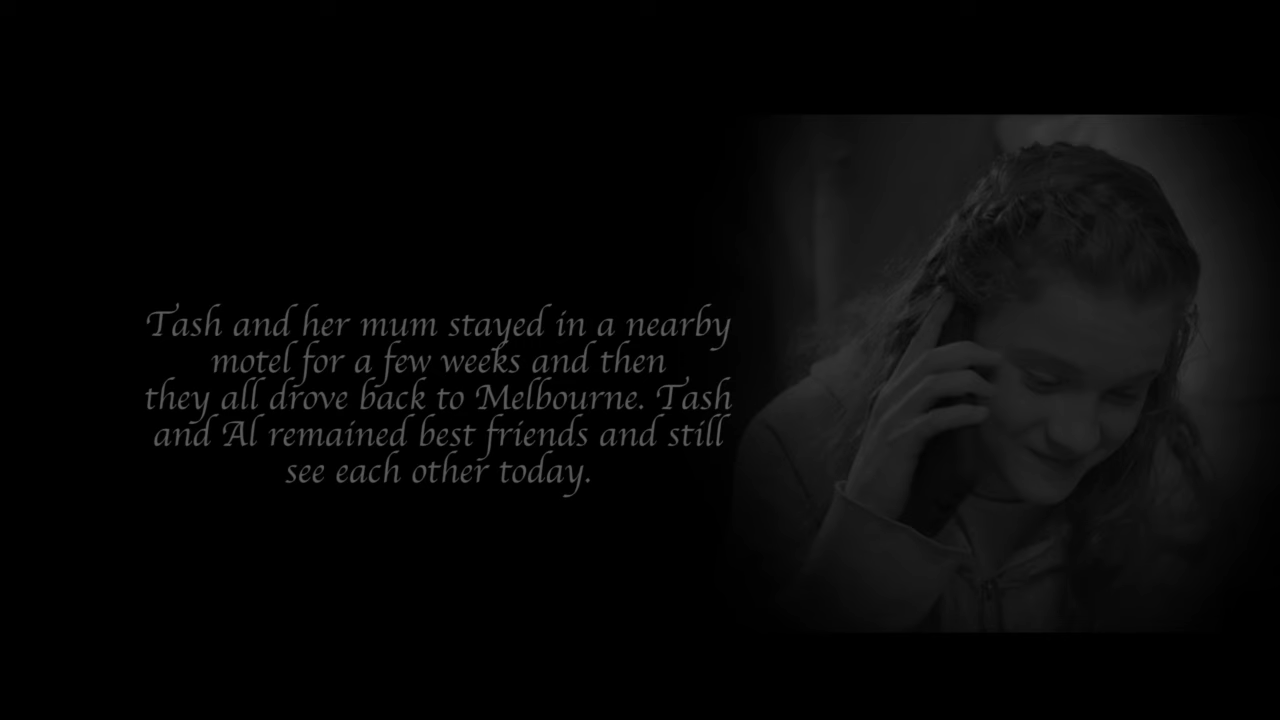 Tash and her mum stayed in a nearby
motel for a few weeks and then
they all drove back to Melbourne. Tash
and Al remained best friends and still
see each other today.